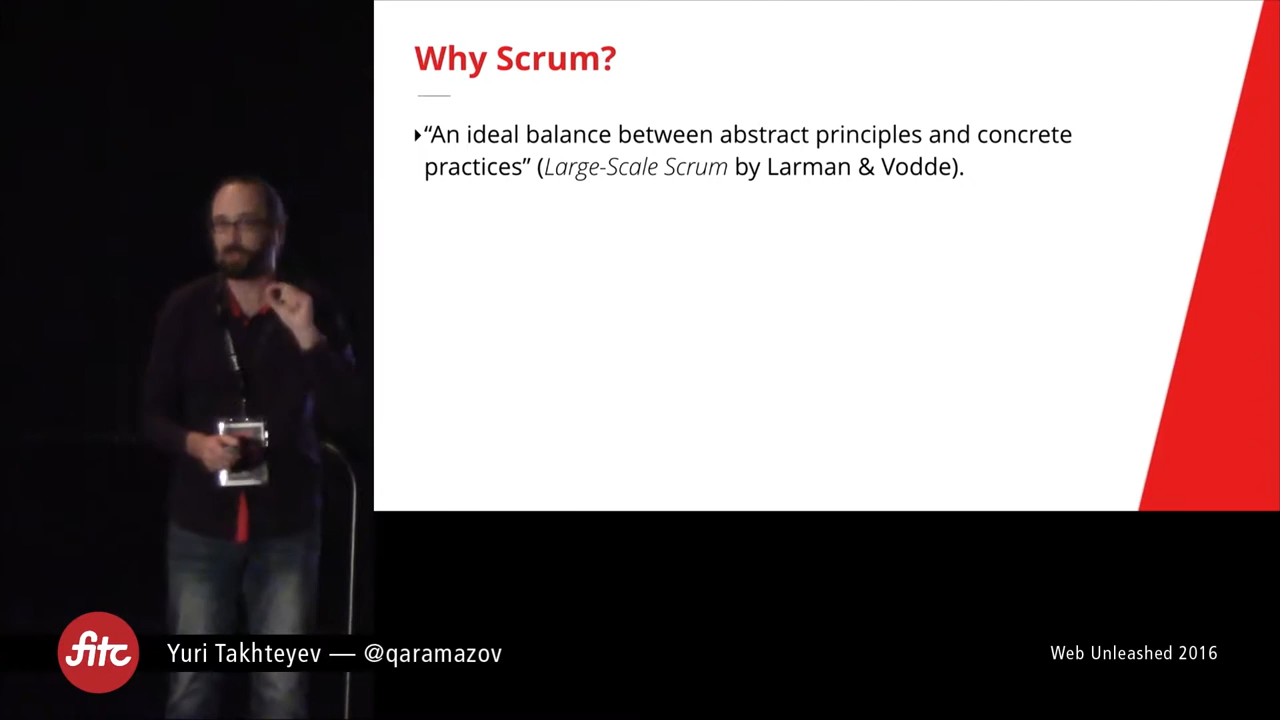 Why Scrum?
“An ideal balance between abstract principles and concrete
practices” (Large-Scale Scrum by Larman & Vodde).
fitc
Yuri Takhteyev — @qaramazov
Web Unleashed 2016